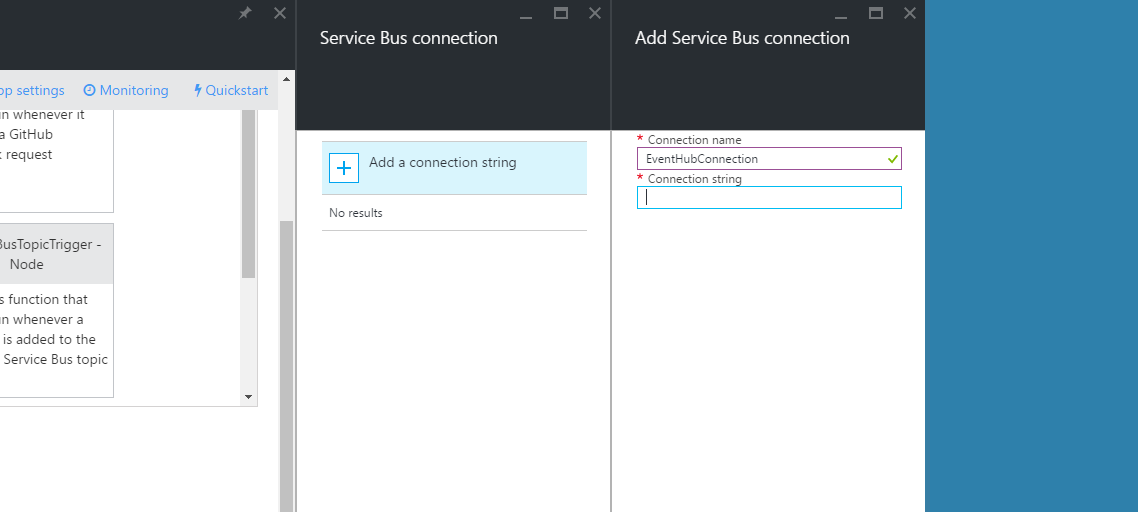 Service Bus connection
Add Service Bus connection
app settings
Monitoring
Quickstart
whenever it
a GitHub
request
BusTopicTrigger -
Node
function that
whenever a
is added to the
Service Bus topic
Add a connection string
No results
* Connection name
EventHubConnection
* Connection string